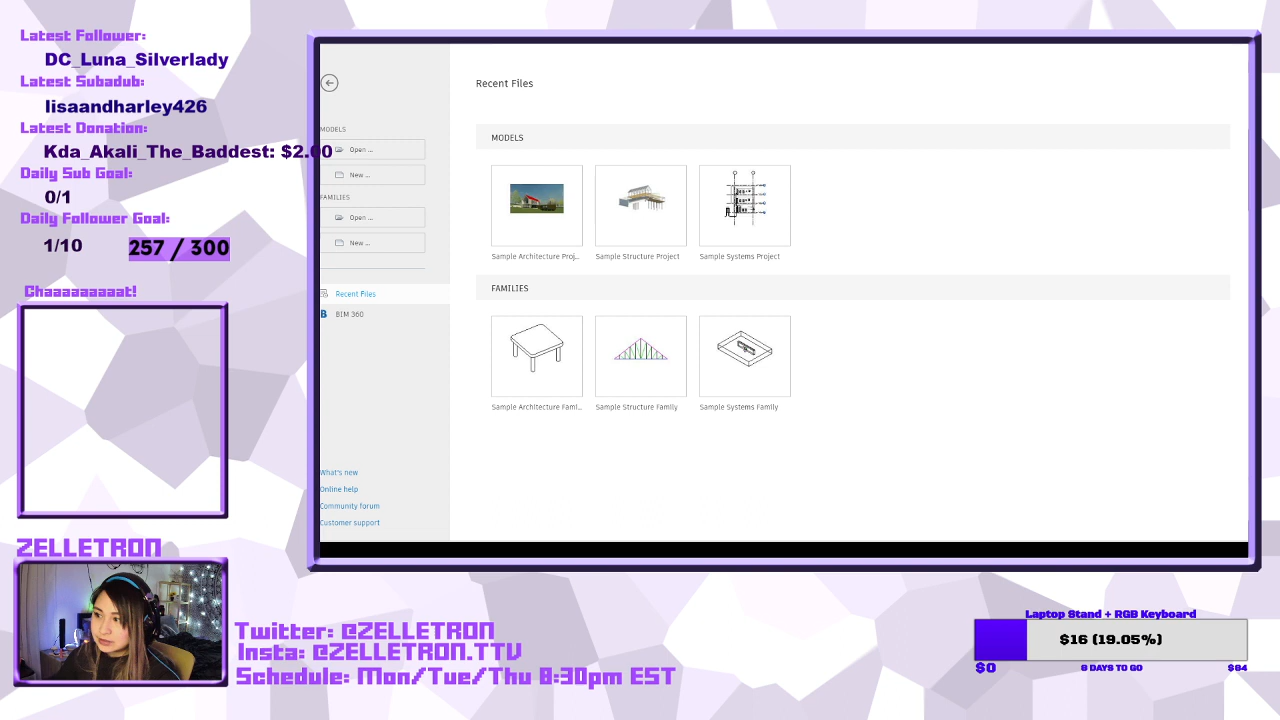 Latest Follower:
DC_Luna_Silverlady
Latest Subadub:
lisaandharley426
Latest Donation:
Kda_Akali_The_Baddest: $2.00
Daily Sub Goal:
0/1
Daily Follower Goal:
1/10
257 / 300
Chaaaaaaaat!
ZELLETRON
MODELS
Open ...
New ...
FAMILIES
Open ...
New ...
Recent Files
BIM 360
What's new
Online help
Community forum
Customer support
Recent Files
MODELS
Sample Architecture Proj...
Sample Structure Project
Sample Systems Project
FAMILIES
Sample Architecture Fami...
Sample Structure Family
Sample Systems Family
Twitter: @ZELLETRON
Insta: @ZELLETRON.TTV
Schedule: Mon/Tue/Thu 8:30pm EST
Laptop Stand + RGB Keyboard
$16 (19.05%)
$0
8 DAYS TO GO
$84